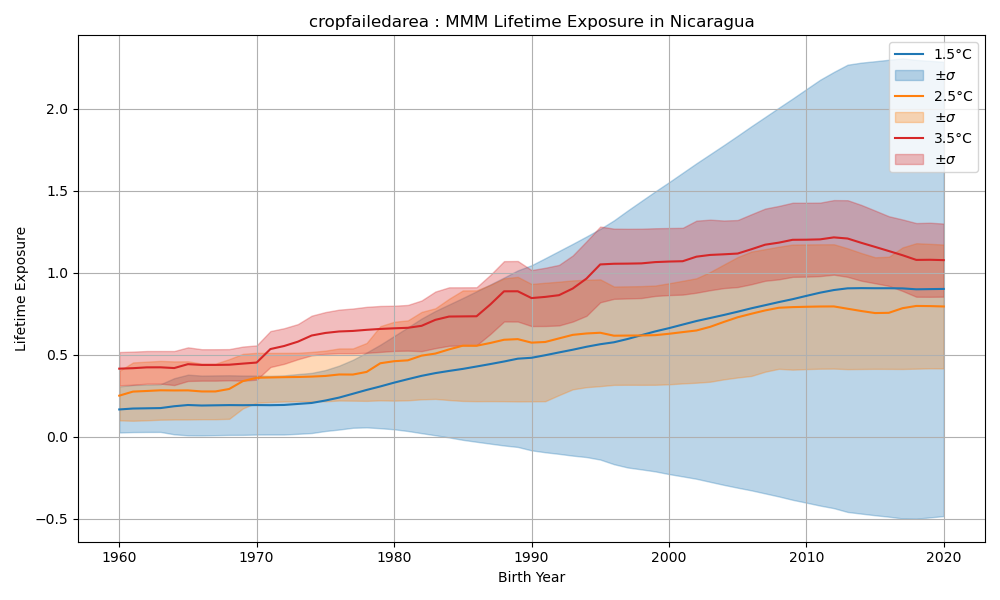 cropfailedarea : MMM Lifetime Exposure in Nicaragua
1.5°C
±σ
2.5°C
±σ
3.5°C
±σ
2.0
1.5
1.0
0.5
0.0
−0.5
Lifetime Exposure
1960 1970 1980 1990 2000 2010 2020
Birth Year